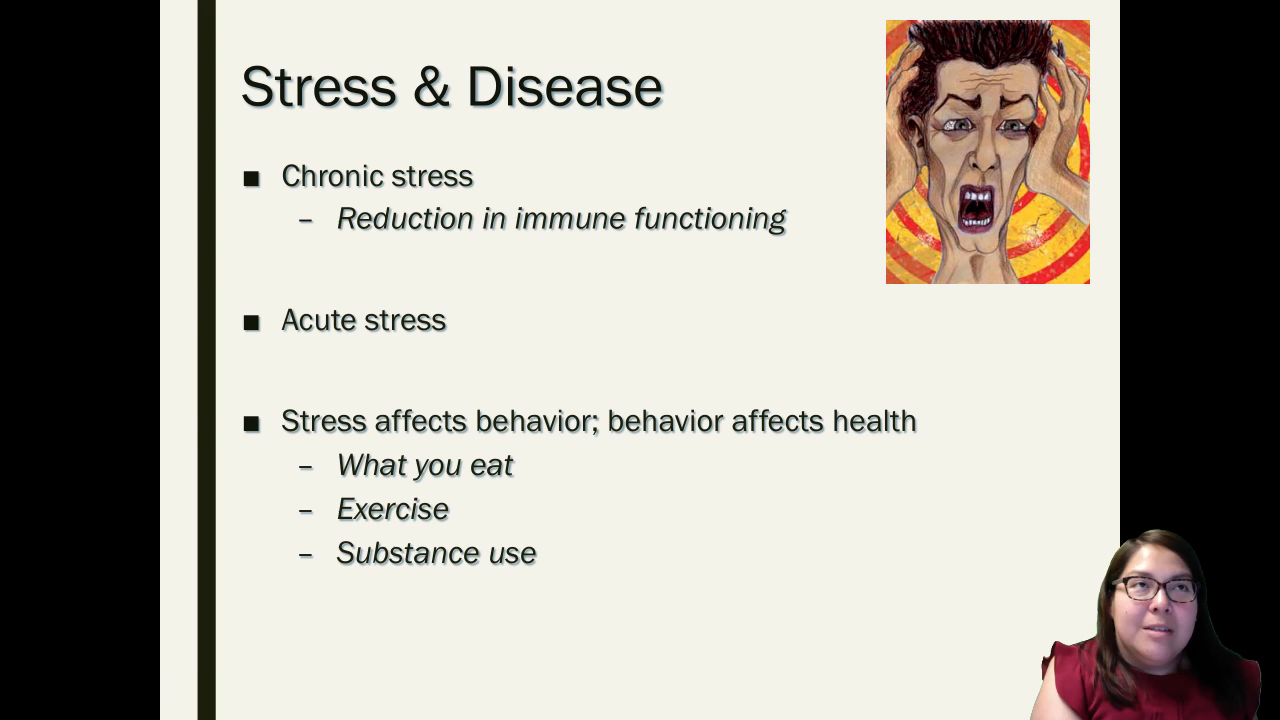 Stress & Disease
■ Chronic stress
– Reduction in immune functioning
■ Acute stress
■ Stress affects behavior; behavior affects health
– What you eat
– Exercise
– Substance use